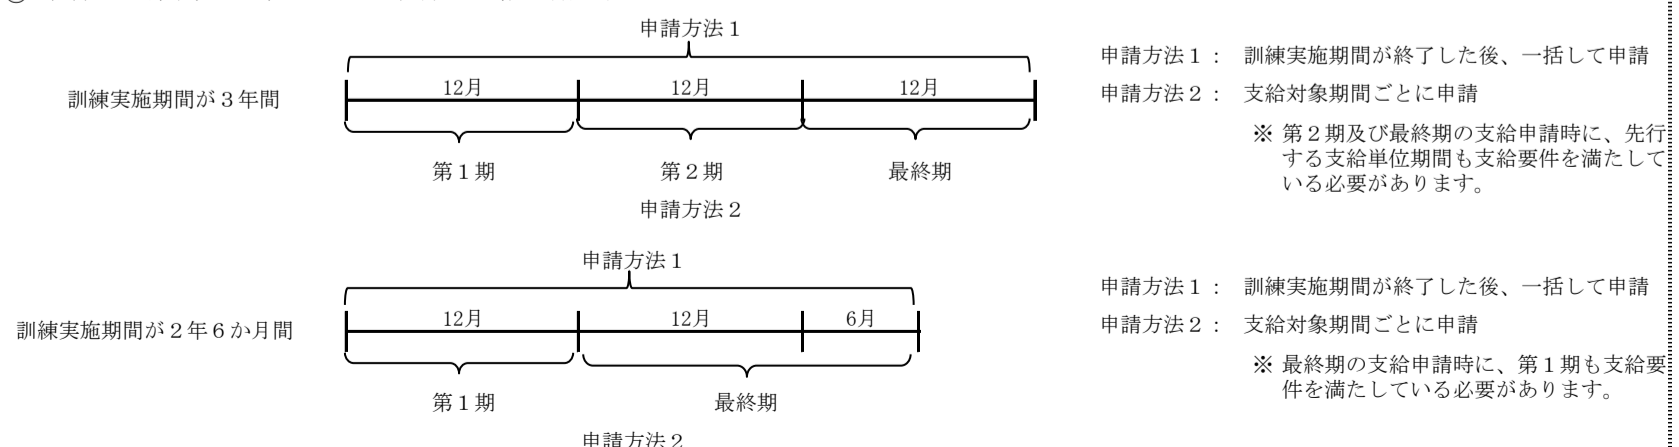 申請方法１
訓練実施期間が３年間
12月 12月 12月
第１期 第２期 最終期
申請方法２
申請方法１： 訓練実施期間が終了した後、一括して申請
申請方法２： 支給対象期間ごとに申請
※ 第２期及び最終期の支給申請時に、先行
する支給単位期間も支給要件を満たして
いる必要があります。
申請方法１
訓練実施期間が２年６か月間
12月 12月 6月
第１期 最終期
申請方法２
申請方法１： 訓練実施期間が終了した後、一括して申請
申請方法２： 支給対象期間ごとに申請
※ 最終期の支給申請時に、第１期も支給要
件を満たしている必要があります。